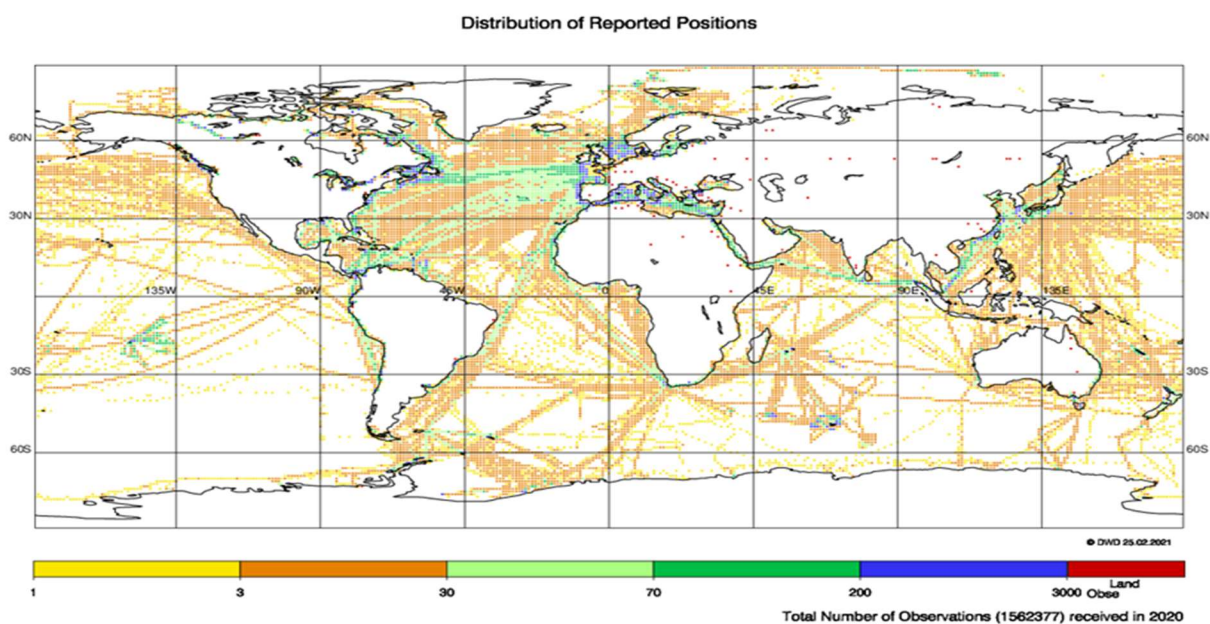 Distribution of Reported Positions
60N 60N
30N 30N
135W 90W 45W 0 45E 90E 135E
30S 30S
60S 60S
© DWD 25.02.2021
1 3 30 70 200 3000 Land
Obse
Total Number of Observations (1562377) received in 2020